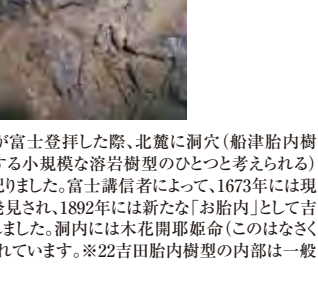 が富士登拝した際、北麓に洞穴（船津胎内樹
する小規模な溶岩樹型のひとつと考えられる）
祀りました。富士講信者によって、1673年には現
発見され、1892年には新たな「お胎内」として吉
ました。洞内には木花開耶姫命（このはなさく
れています。※22吉田胎内樹型の内部は一般